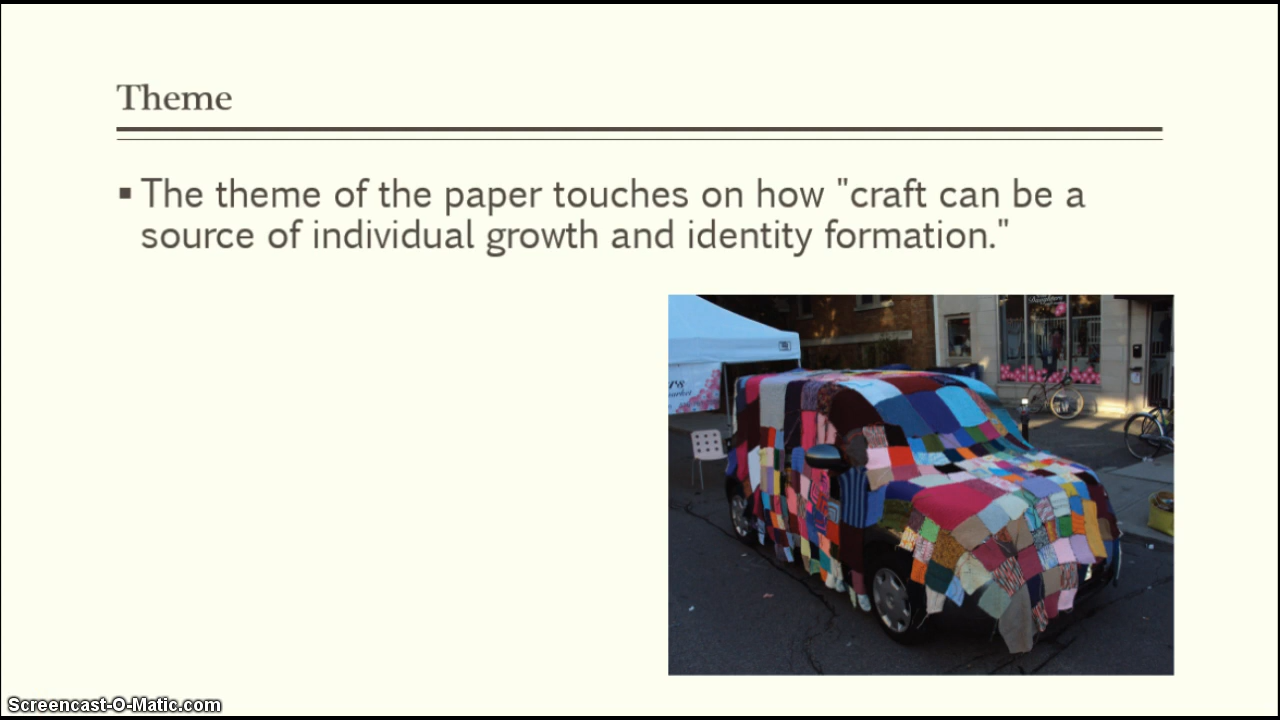 Theme
▪ The theme of the paper touches on how "craft can be a
source of individual growth and identity formation."
Screencast-O-Matic.com